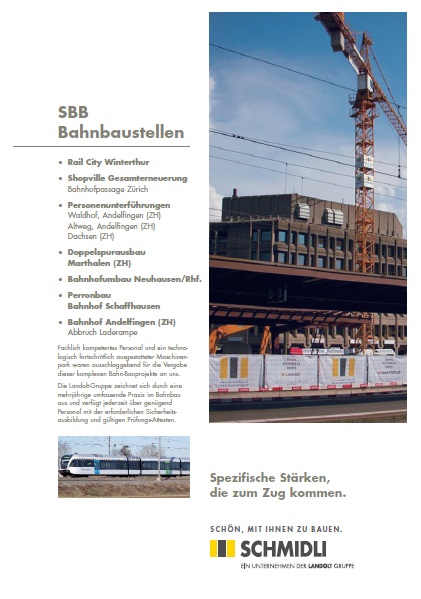 SBB
Bahnbaustellen
• Rail City Winterthur
• Shopville Gesamterneuerung
Bahnhofpassage Zürich
• Personenunterführungen
Waldhof, Andelfingen (ZH)
Altweg, Andelfingen (ZH)
Dachsen (ZH)
• Doppelspurausbau
Marthalen (ZH)
• Bahnhofumbau Neuhausen/Rhf.
• Perronbau
Bahnhof Schaffhausen
• Bahnhof Andelfingen (ZH)
Abbruch Laderampe
Fachlich kompetentes Personal und ein techno-
logisch fortschrittlich ausgestatteter Maschinen-
park waren ausschlaggebend für die Vergabe
dieser komplexen Bahn-Bauprojekte an uns.
Die Landolt-Gruppe zeichnet sich durch eine
mehrjährige umfassende Praxis im Bahnbau
aus und verfügt jederzeit über genügend
Personal mit der erforderlichen Sicherheits-
ausbildung und gültigen Prüfungs-Attesten.
Spezifische Stärken,
die zum Zug kommen.
SCHÖN, MIT IHNEN ZU BAUEN.
SCHMIDLI
EIN UNTERNEHMEN DER LANDOLT GRUPPE